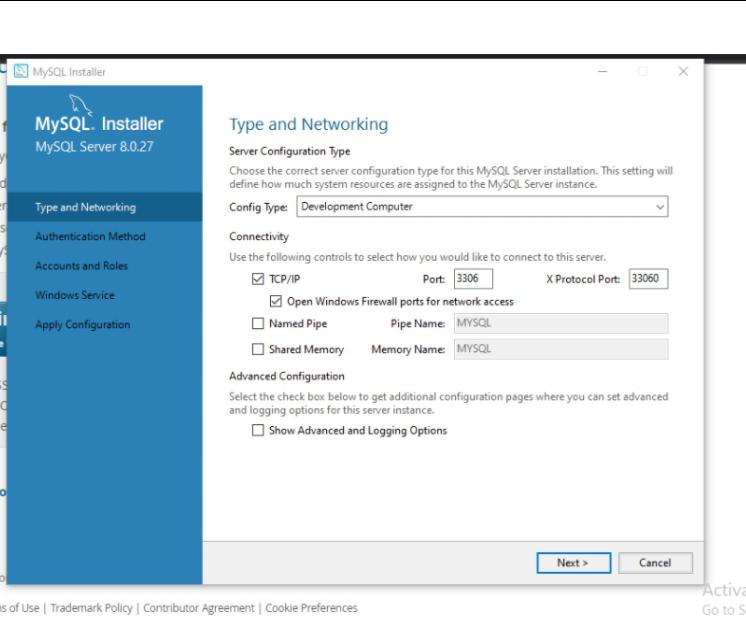 MySQL Installer
MySQL. Installer
MySQL Server 8.0.27
Type and Networking
Authentication Method
Accounts and Roles
Windows Service
Apply Configuration
Type and Networking
Server Configuration Type
Choose the correct server configuration type for this MySQL Server installation. This setting will
define how much system resources are assigned to the MySQL Server instance.
Config Type: Development Computer
Connectivity
Use the following controls to select how you would like to connect to this server.
TCP/IP Port: 3306 X Protocol Port: 33060
Open Windows Firewall ports for network access
Named Pipe Pipe Name: MYSQL
Shared Memory Memory Name: MYSQL
Advanced Configuration
Select the check box below to get additional configuration pages where you can set advanced
and logging options for this server instance.
Show Advanced and Logging Options
Next > Cancel
Activa
Go to S
s of Use | Trademark Policy | Contributor Agreement | Cookie Preferences